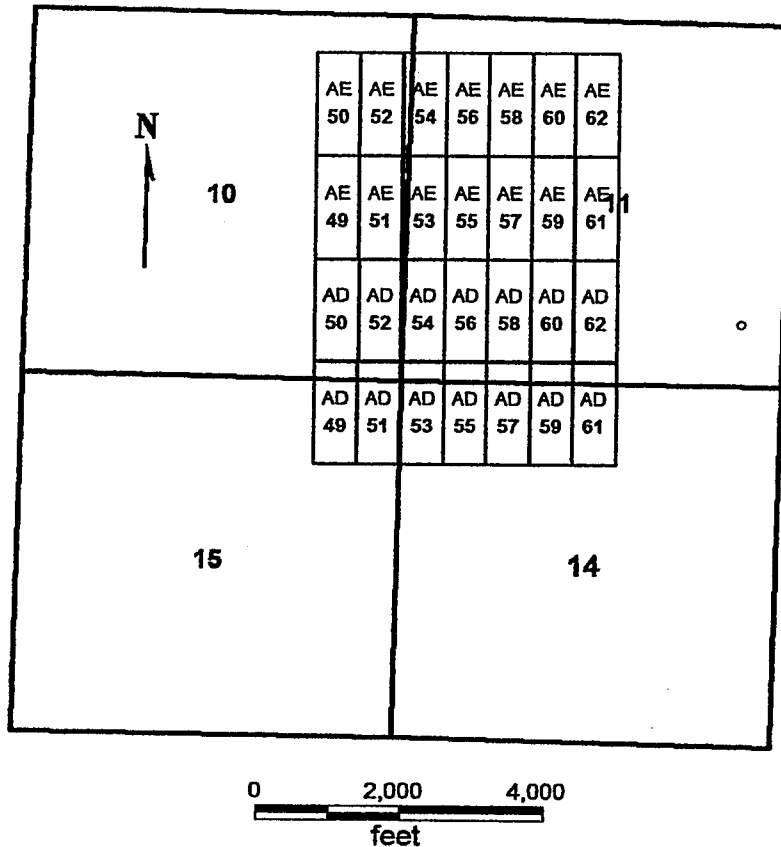 AE AE AE AE AE AE AE
50 52 54 56 58 60 62
N
10
AE AE AE AE AE AE AE
49 51 53 55 57 59 61
11
AD AD AD AD AD AD AD
50 52 54 56 58 60 62
AD AD AD AD AD AD AD
49 51 53 55 57 59 61
15
14
0 2,000 4,000
feet